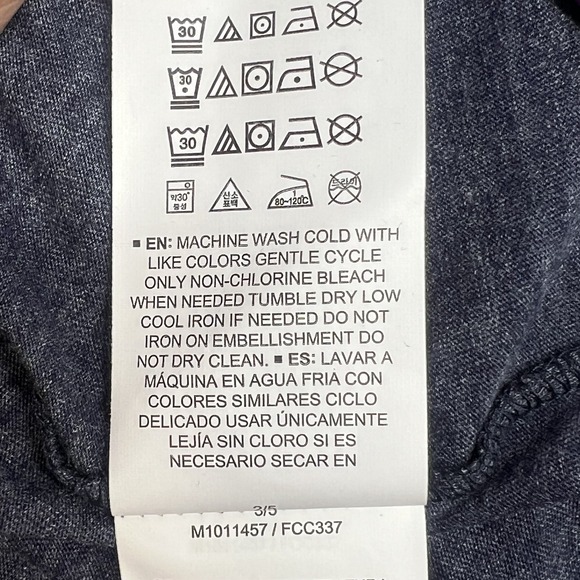 30
30
30
약30°
중성
산소
표백
1
80~120℃
드라이
■ EN: MACHINE WASH COLD WITH
LIKE COLORS GENTLE CYCLE
ONLY NON-CHLORINE BLEACH
WHEN NEEDED TUMBLE DRY LOW
COOL IRON IF NEEDED DO NOT
IRON ON EMBELLISHMENT DO
NOT DRY CLEAN. ■ ES: LAVAR A
MÁQUINA EN AGUA FRIA CON
COLORES SIMILARES CICLO
DELICADO USAR ÚNICAMENTE
LEJÍA SIN CLORO SI ES
NECESARIO SECAR EN
3/5
M1011457 / FCC337